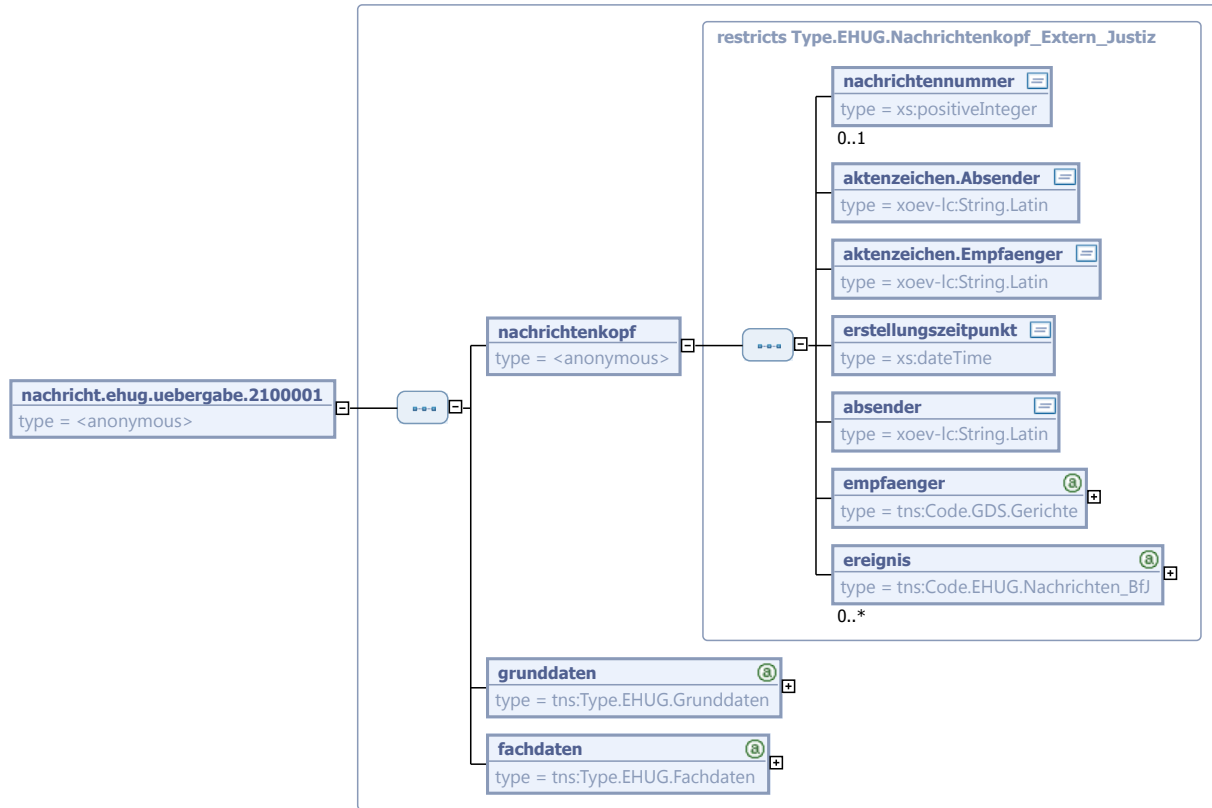 restricts Type.EHUG.Nachrichtenkopf_Extern_Justiz
nachrichtennummer
type = xs:positiveInteger
0..1
aktenzeichen.Absender
type = xoev-lc:String.Latin
aktenzeichen.Empfaenger
type = xoev-lc:String.Latin
nachrichtenkopf
type = <anonymous>
erstellungszeitpunkt
type = xs:dateTime
nachricht.ehug.uebergabe.2100001
type = <anonymous>
absender
type = xoev-lc:String.Latin
empfaenger
type = tns:Code.GDS.Gerichte
ereignis
type = tns:Code.EHUG.Nachrichten_BfJ
0..*
grunddaten
type = tns:Type.EHUG.Grunddaten
fachdaten
type = tns:Type.EHUG.Fachdaten